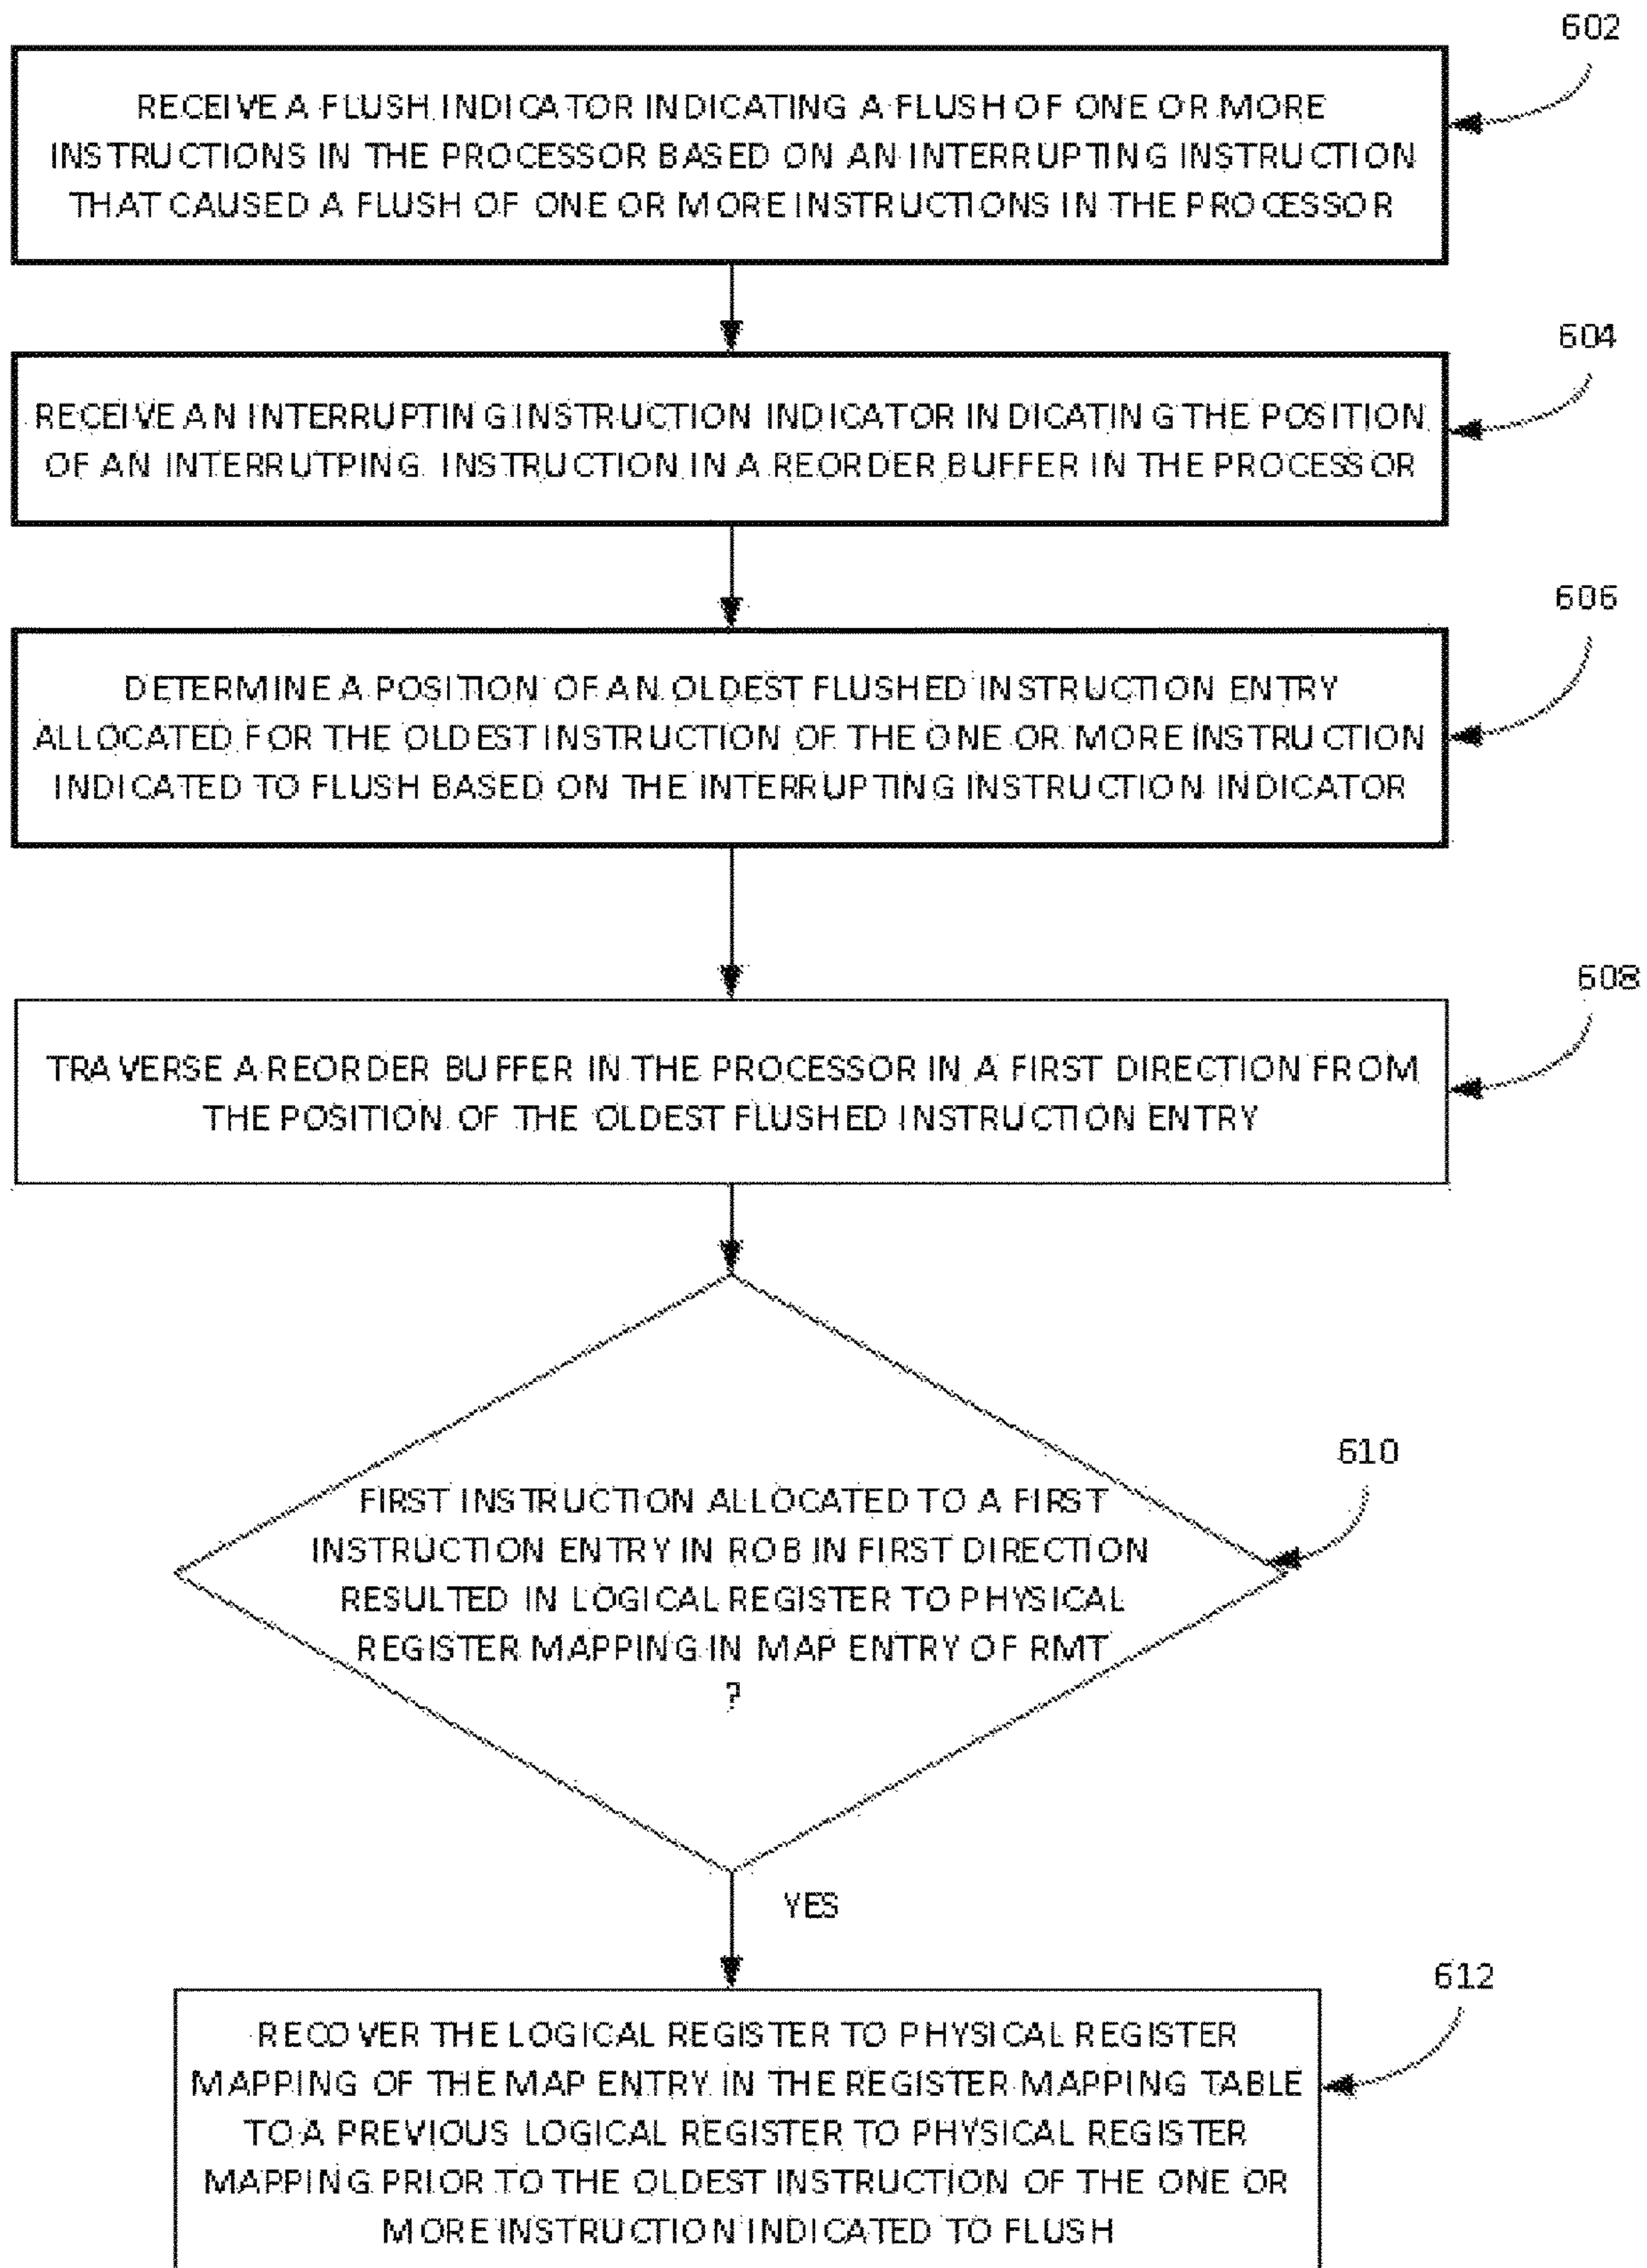 602
RECEIVE A FLUSH INDICATOR INDICATING A FLUSH OF ONE OR MORE
INSTRUCTIONS IN THE PROCESSOR BASED ON AN INTERRUPTING INSTRUCTION
THAT CAUSED A FLUSH OF ONE OR MORE INSTRUCTIONS IN THE PROCESSOR
604
RECEIVE AN INTERRUPTING INSTRUCTION INDICATOR INDICATING THE POSITION
OF AN INTERRUTPING INSTRUCTION IN A REORDER BUFFER IN THE PROCESSOR
606
DETERMINE A POSITION OF AN OLDEST FLUSHED INSTRUCTION ENTRY
ALLOCATED FOR THE OLDEST INSTRUCTION OF THE ONE OR MORE INSTRUCTION
INDICATED TO FLUSH BASED ON THE INTERRUPTING INSTRUCTION INDICATOR
608
TRAVERSE A REORDER BUFFER IN THE PROCESSOR IN A FIRST DIRECTION FROM
THE POSITION OF THE OLDEST FLUSHED INSTRUCTION ENTRY
610
FIRST INSTRUCTION ALLOCATED TO A FIRST
INSTRUCTION ENTRY IN ROB IN FIRST DIRECTION
RESULTED IN LOGICAL REGISTER TO PHYSICAL
REGISTER MAPPING IN MAP ENTRY OF RMT
?
YES
612
RECOVER THE LOGICAL REGISTER TO PHYSICAL REGISTER
MAPPING OF THE MAP ENTRY IN THE REGISTER MAPPING TABLE
TO A PREVIOUS LOGICAL REGISTER TO PHYSICAL REGISTER
MAPPING PRIOR TO THE OLDEST INSTRUCTION OF THE ONE OR
MORE INSTRUCTION INDICATED TO FLUSH